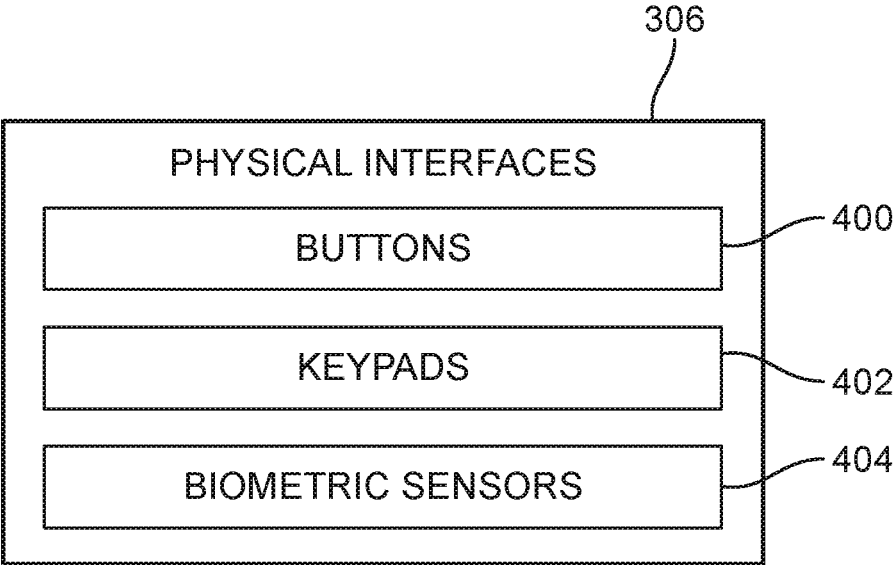 306
PHYSICAL INTERFACES
BUTTONS
400
KEYPADS
402
BIOMETRIC SENSORS
404